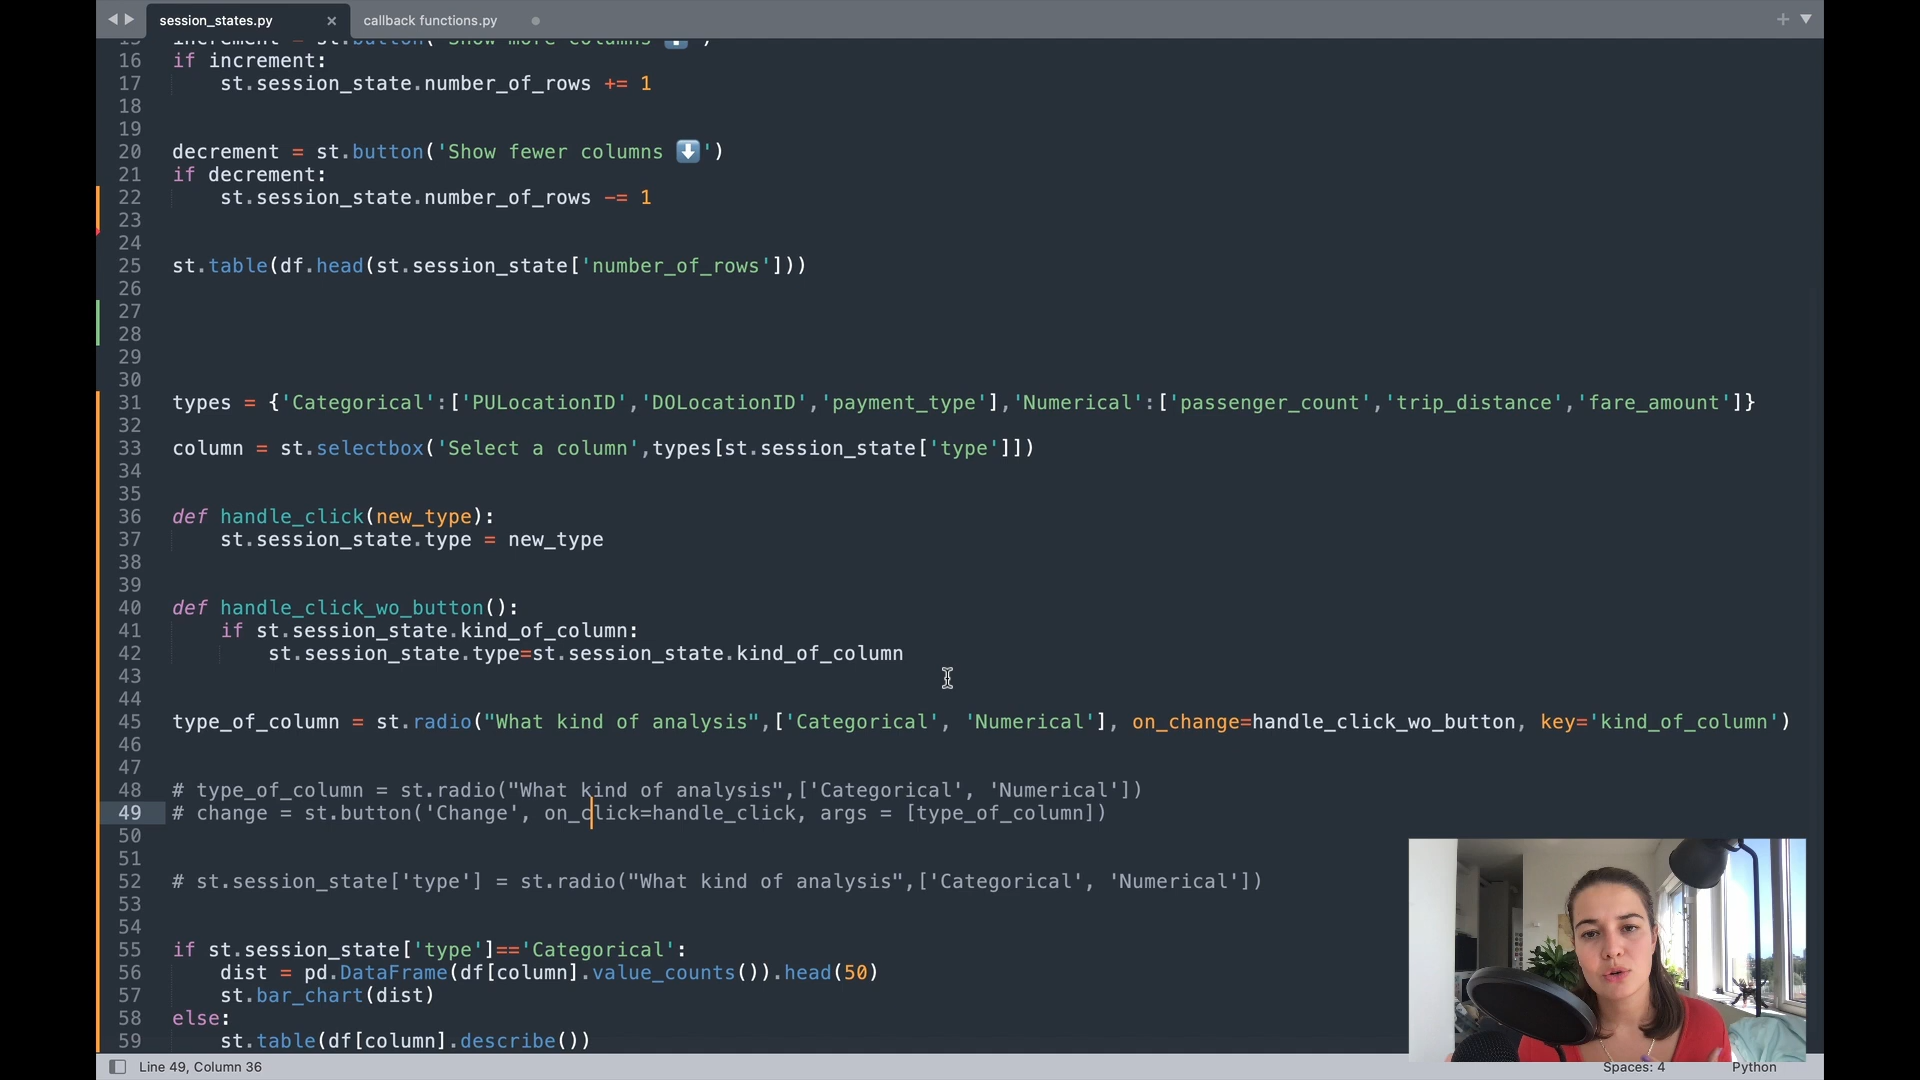 session_states.py × callback functions.py
15 increment = st.button('Show more columns ⬆️')
16 if increment:
17 st.session_state.number_of_rows += 1
18
19
20 decrement = st.button('Show fewer columns ⬇️')
21 if decrement:
22 st.session_state.number_of_rows -= 1
23
24
25 st.table(df.head(st.session_state['number_of_rows']))
26
27
28
29
30
31 types = {'Categorical':['PULocationID','DOLocationID','payment_type'],'Numerical':['passenger_count','trip_distance','fare_amount']}
32
33 column = st.selectbox('Select a column',types[st.session_state['type']])
34
35
36 def handle_click(new_type):
37 st.session_state.type = new_type
38
39
40 def handle_click_wo_button():
41 if st.session_state.kind_of_column:
42 st.session_state.type=st.session_state.kind_of_column
43
44
45 type_of_column = st.radio("What kind of analysis",['Categorical', 'Numerical'], on_change=handle_click_wo_button, key='kind_of_column')
46
47
48 # type_of_column = st.radio("What kind of analysis",['Categorical', 'Numerical'])
49 # change = st.button('Change', on_click=handle_click, args = [type_of_column])
50
51
52 # st.session_state['type'] = st.radio("What kind of analysis",['Categorical', 'Numerical'])
53
54
55 if st.session_state['type']=='Categorical':
56 dist = pd.DataFrame(df[column].value_counts()).head(50)
57 st.bar_chart(dist)
58 else:
59 st.table(df[column].describe())
Line 49, Column 36 Spaces: 4 Python